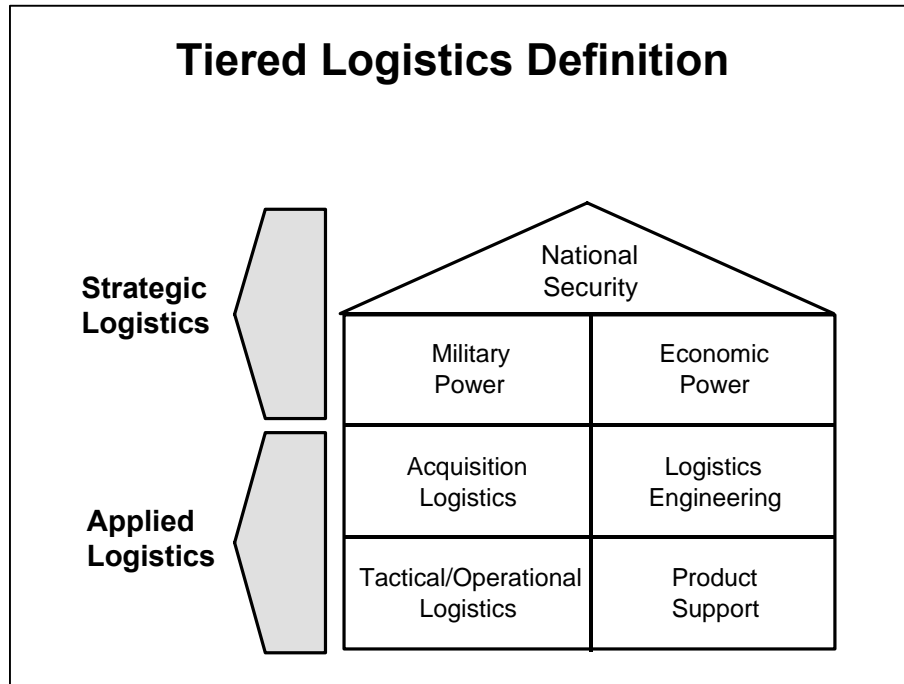 Tiered Logistics Definition
National
Security
Strategic
Logistics
Military
Power
Economic
Power
Applied
Logistics
Acquisition
Logistics
Logistics
Engineering
Tactical/Operational
Logistics
Product
Support